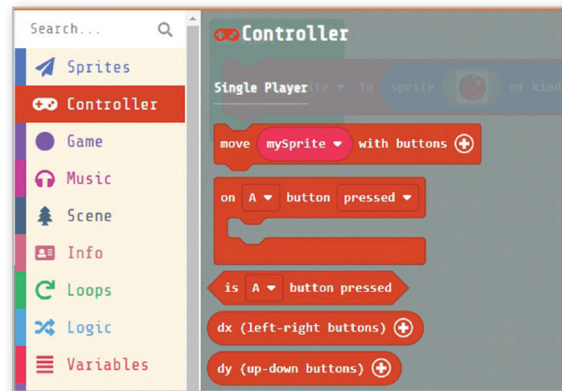 Search...
Sprites
Controller
Game
Music
Scene
Info
Loops
Logic
Variables
Controller
Single Player
to sprite of kind
move mySprite with buttons
on A button pressed
is A button pressed
dx (left-right buttons)
dy (up-down buttons)